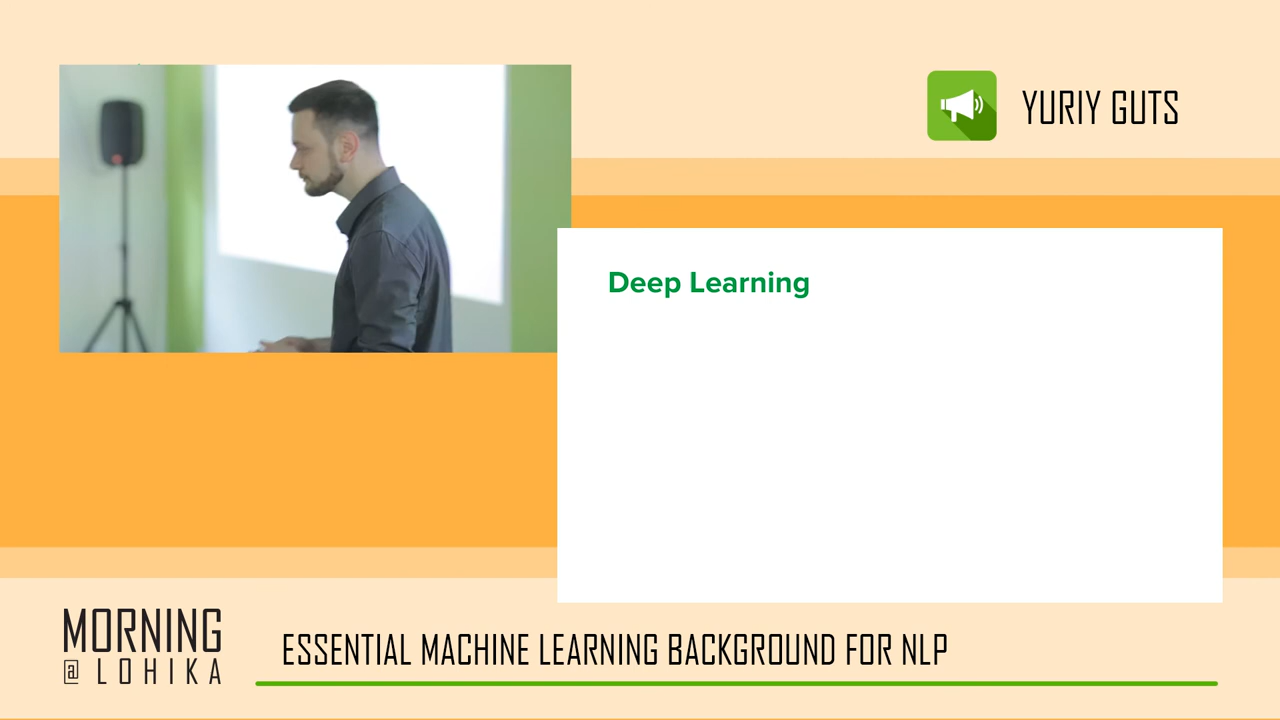 YURIY GUTS
Deep Learning
MORNING
@ LOHIKA
ESSENTIAL MACHINE LEARNING BACKGROUND FOR NLP